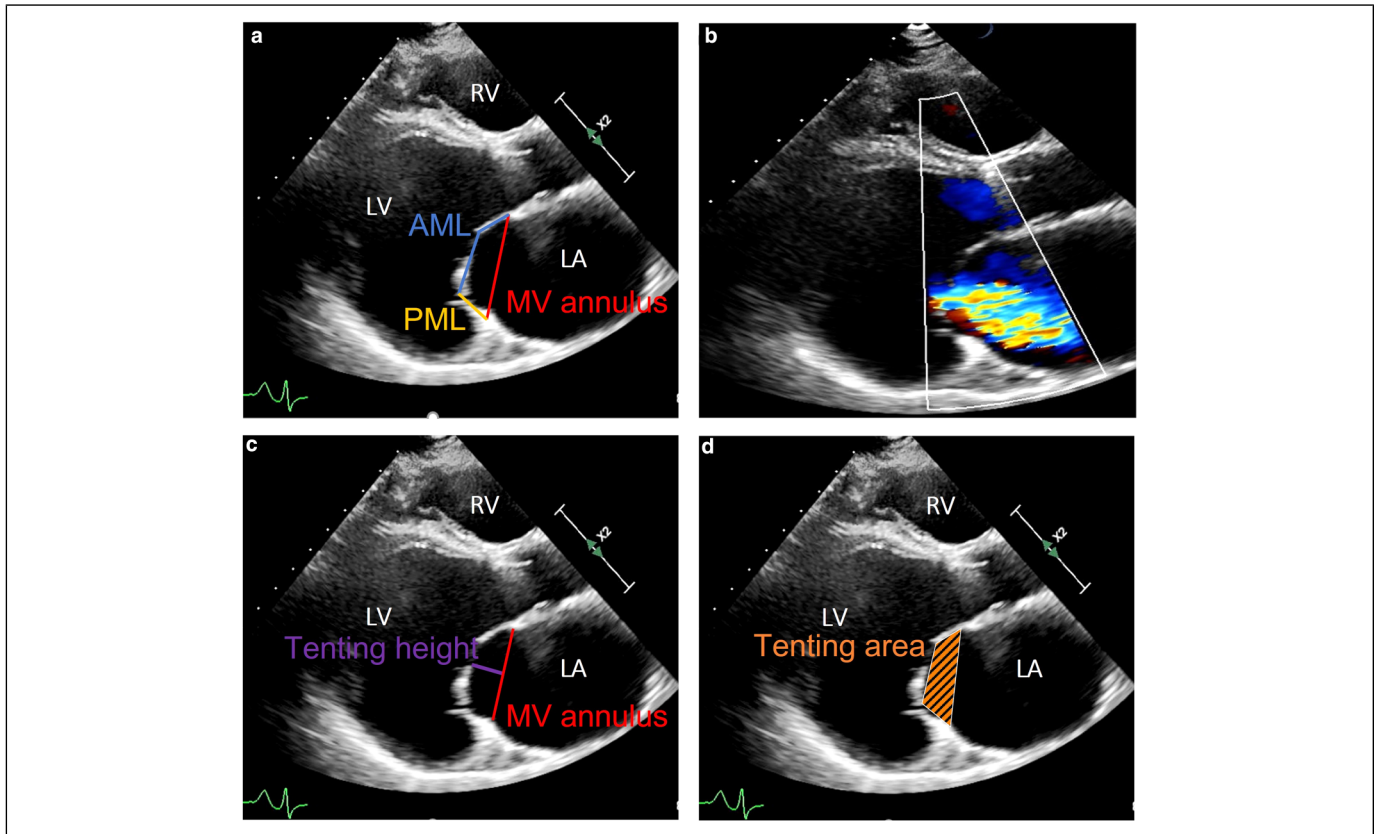 a
RV
X2
LV
AML
LA
MV annulus
PML
b
c
RV
X2
LV
Tenting height
LA
MV annulus
d
RV
X2
LV
Tenting area
LA